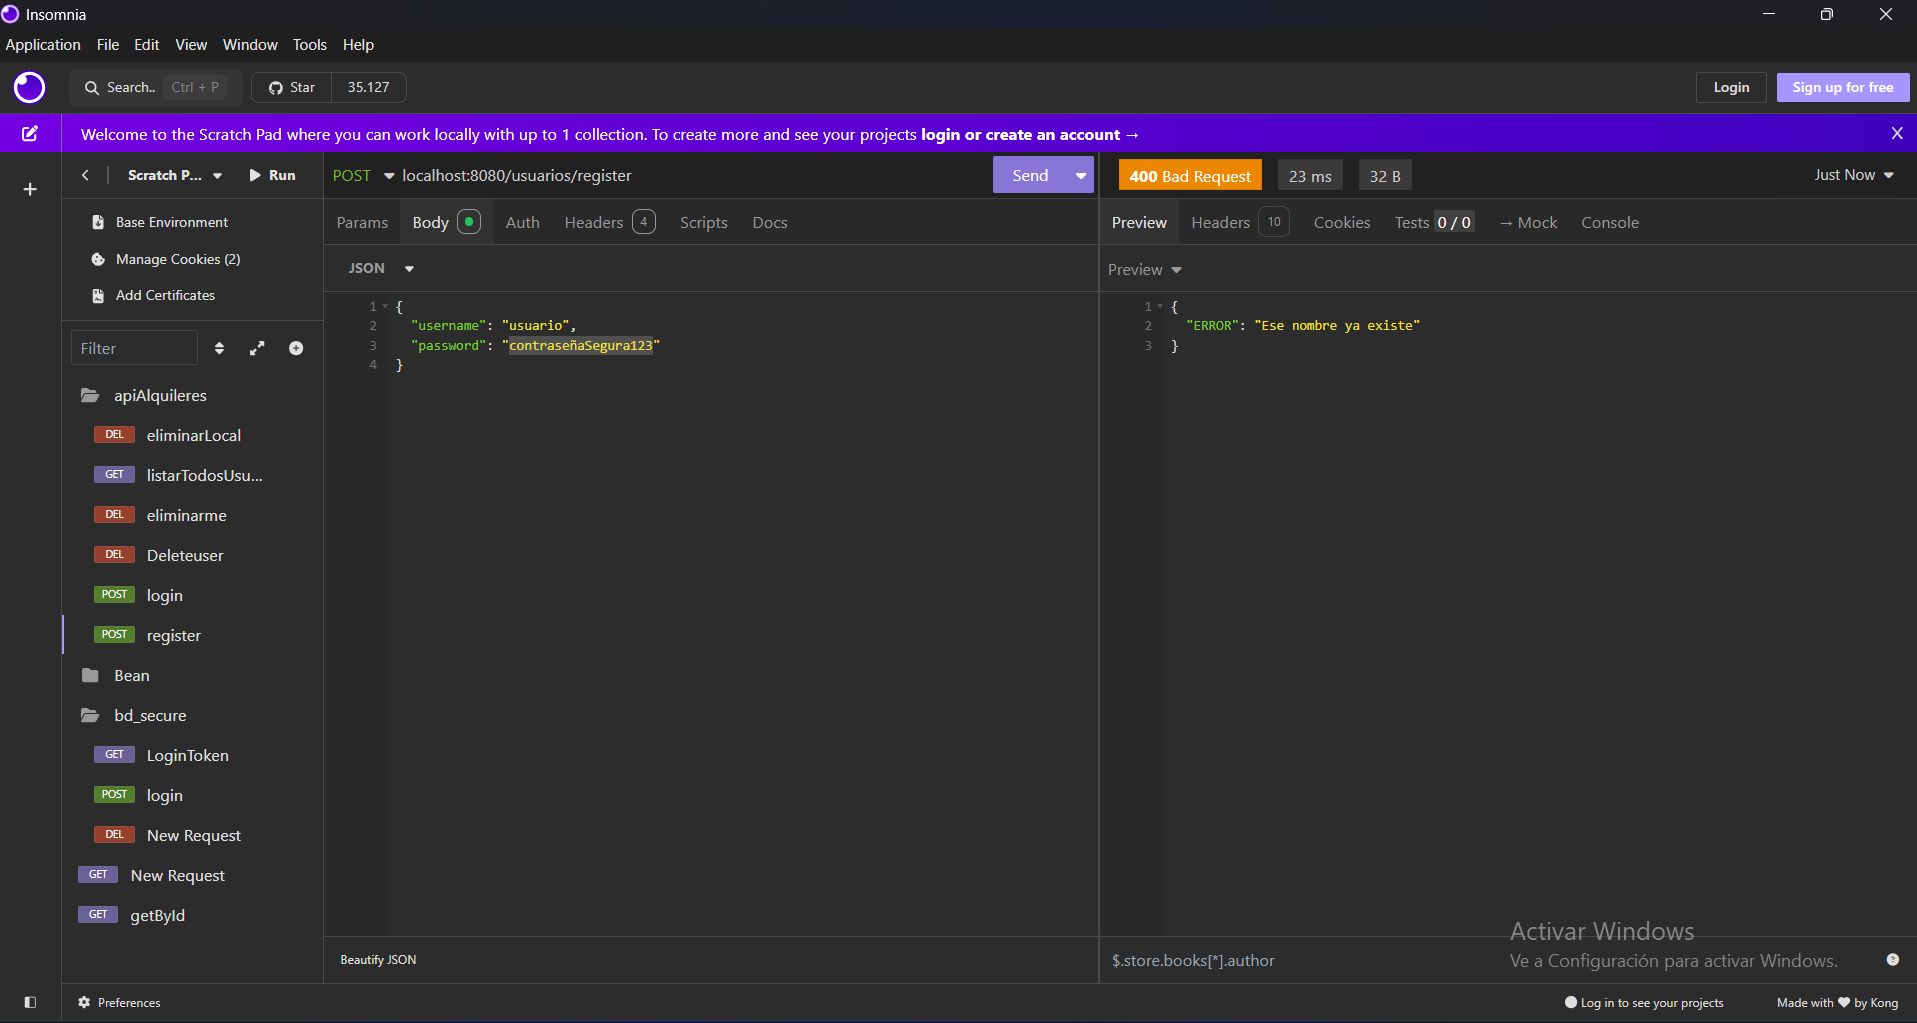 Insomnia
Application File Edit View Window Tools Help
Search.. Ctrl + P Star 35.127 Login Sign up for free
Welcome to the Scratch Pad where you can work locally with up to 1 collection. To create more and see your projects login or create an account → X
Scratch P... Run POST localhost:8080/usuarios/register Send 400 Bad Request 23 ms 32 B Just Now
Base Environment
Manage Cookies (2)
Add Certificates
Params Body Auth Headers 4 Scripts Docs
Preview Headers 10 Cookies Tests 0 / 0 → Mock Console
JSON
Preview
1 {
2 "username": "usuario",
3 "password": "contraseñaSegura123"
4 }
1 {
2 "ERROR": "Ese nombre ya existe"
3 }
Filter
apiAlquileres
DEL eliminarLocal
GET listarTodosUsu...
DEL eliminarme
DEL Deleteuser
POST login
POST register
Bean
bd_secure
GET LoginToken
POST login
DEL New Request
GET New Request
GET getById
Beautify JSON
$.store.books[*].author
Activar Windows
Ve a Configuración para activar Windows.
?
Preferences
Log in to see your projects
Made with ♥ by Kong